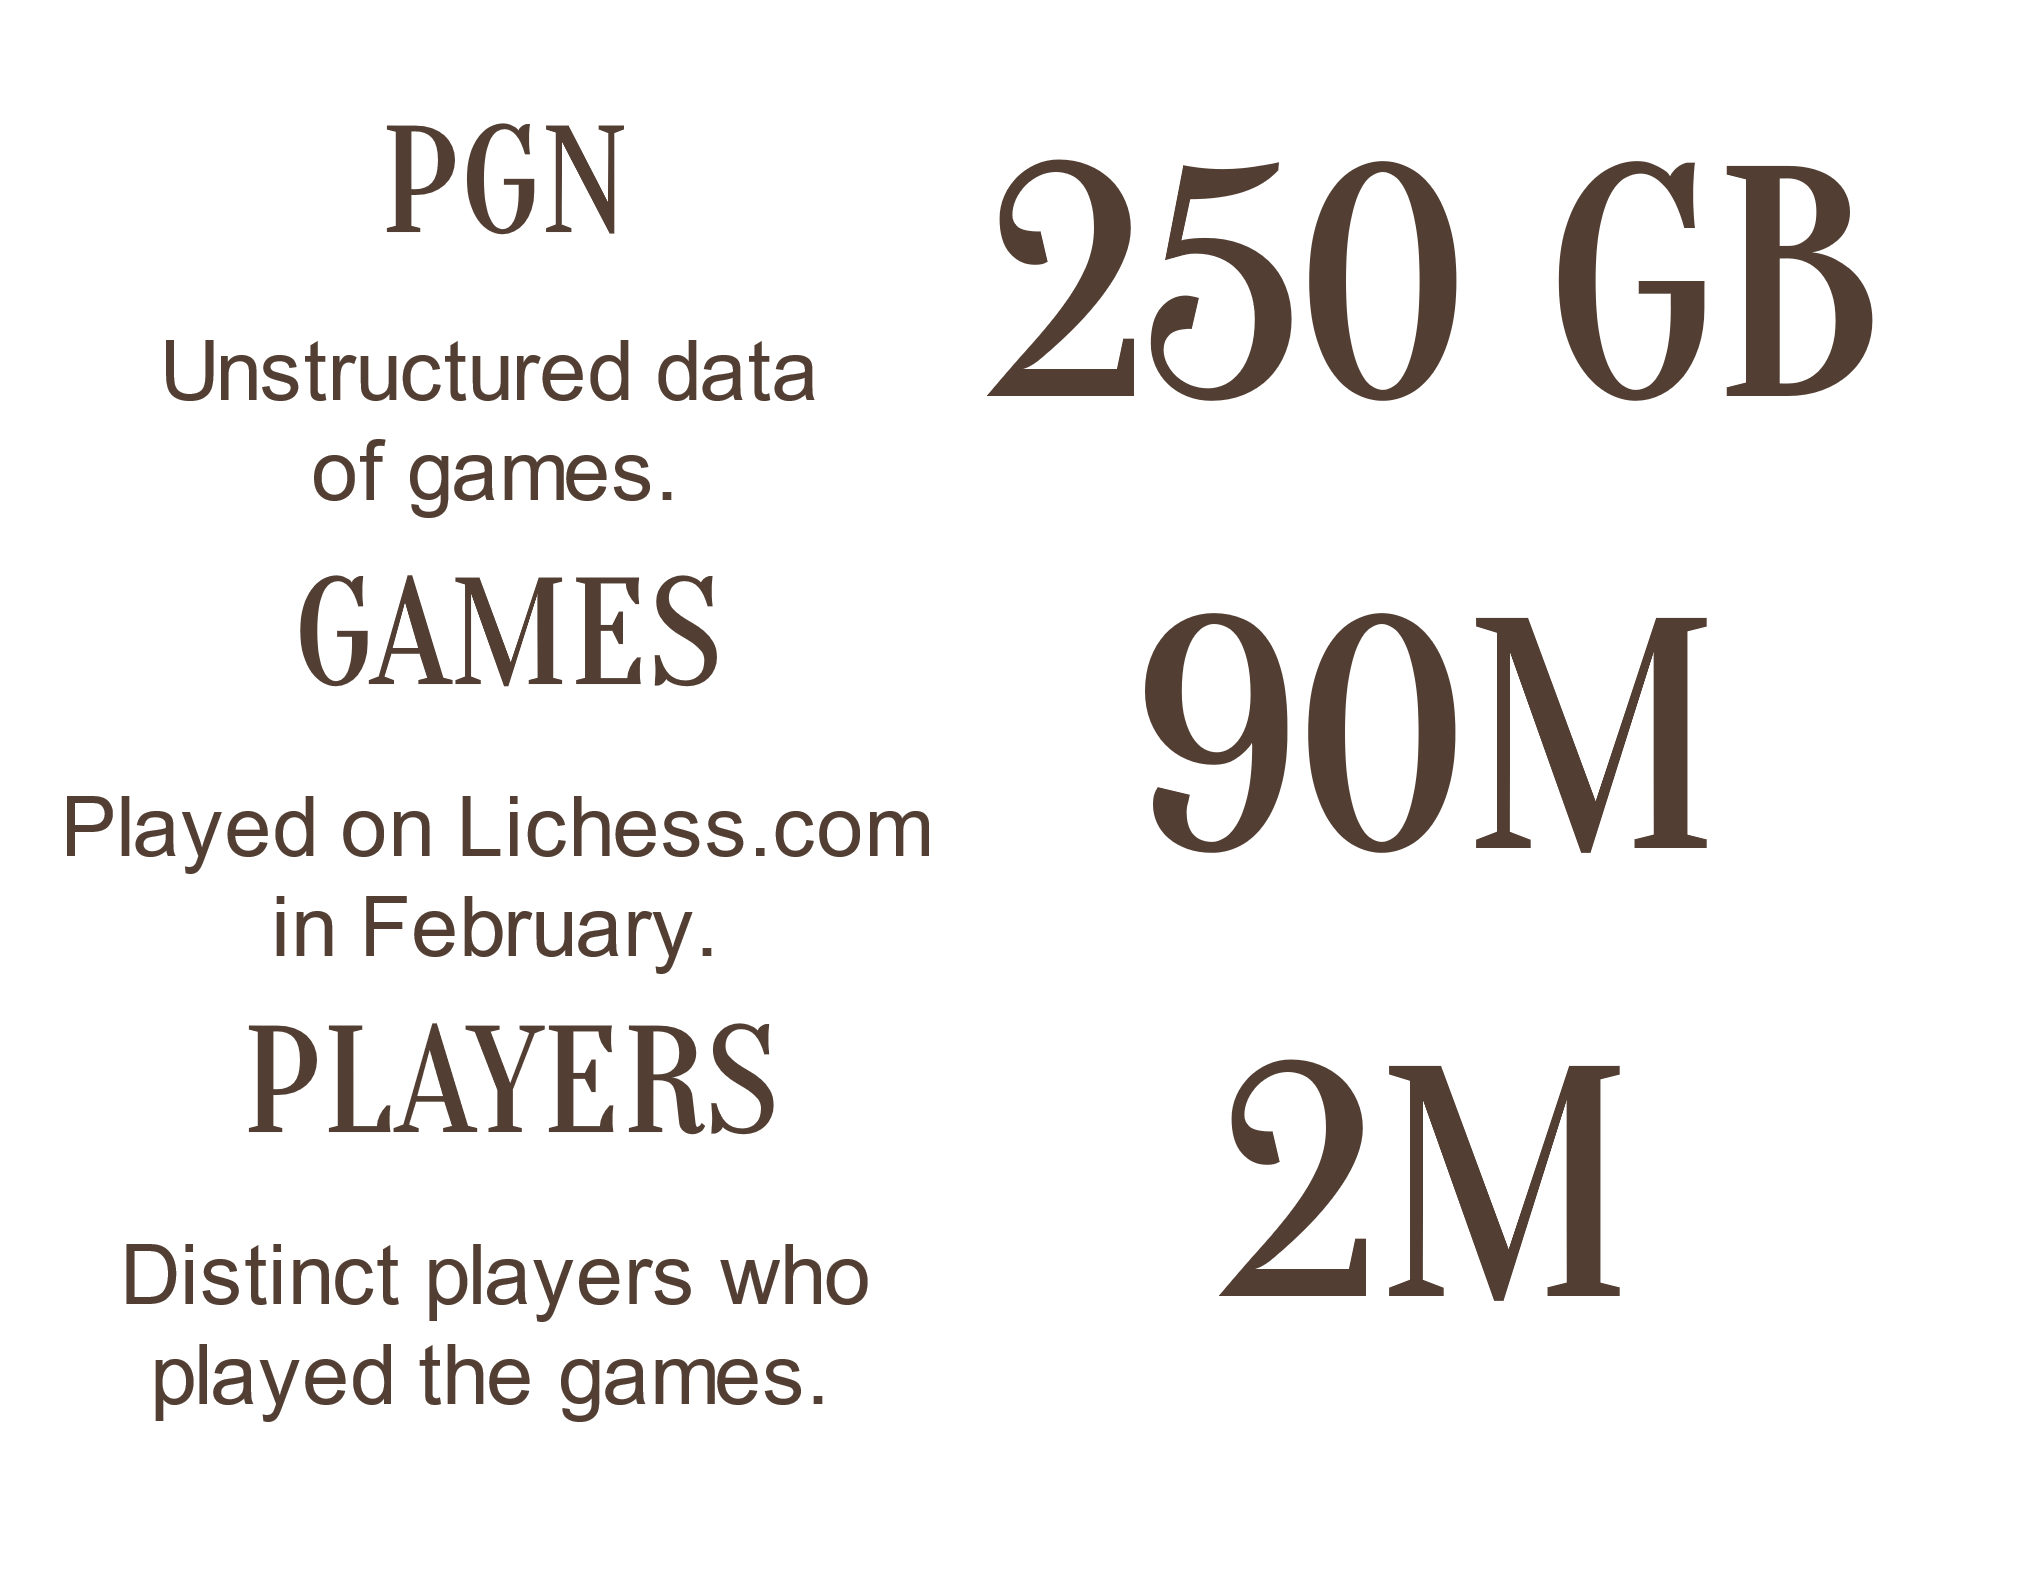 PGN
250 GB
Unstructured data
of games.
GAMES
90M
Played on Lichess.com
in February.
PLAYERS
2M
Distinct players who
played the games.